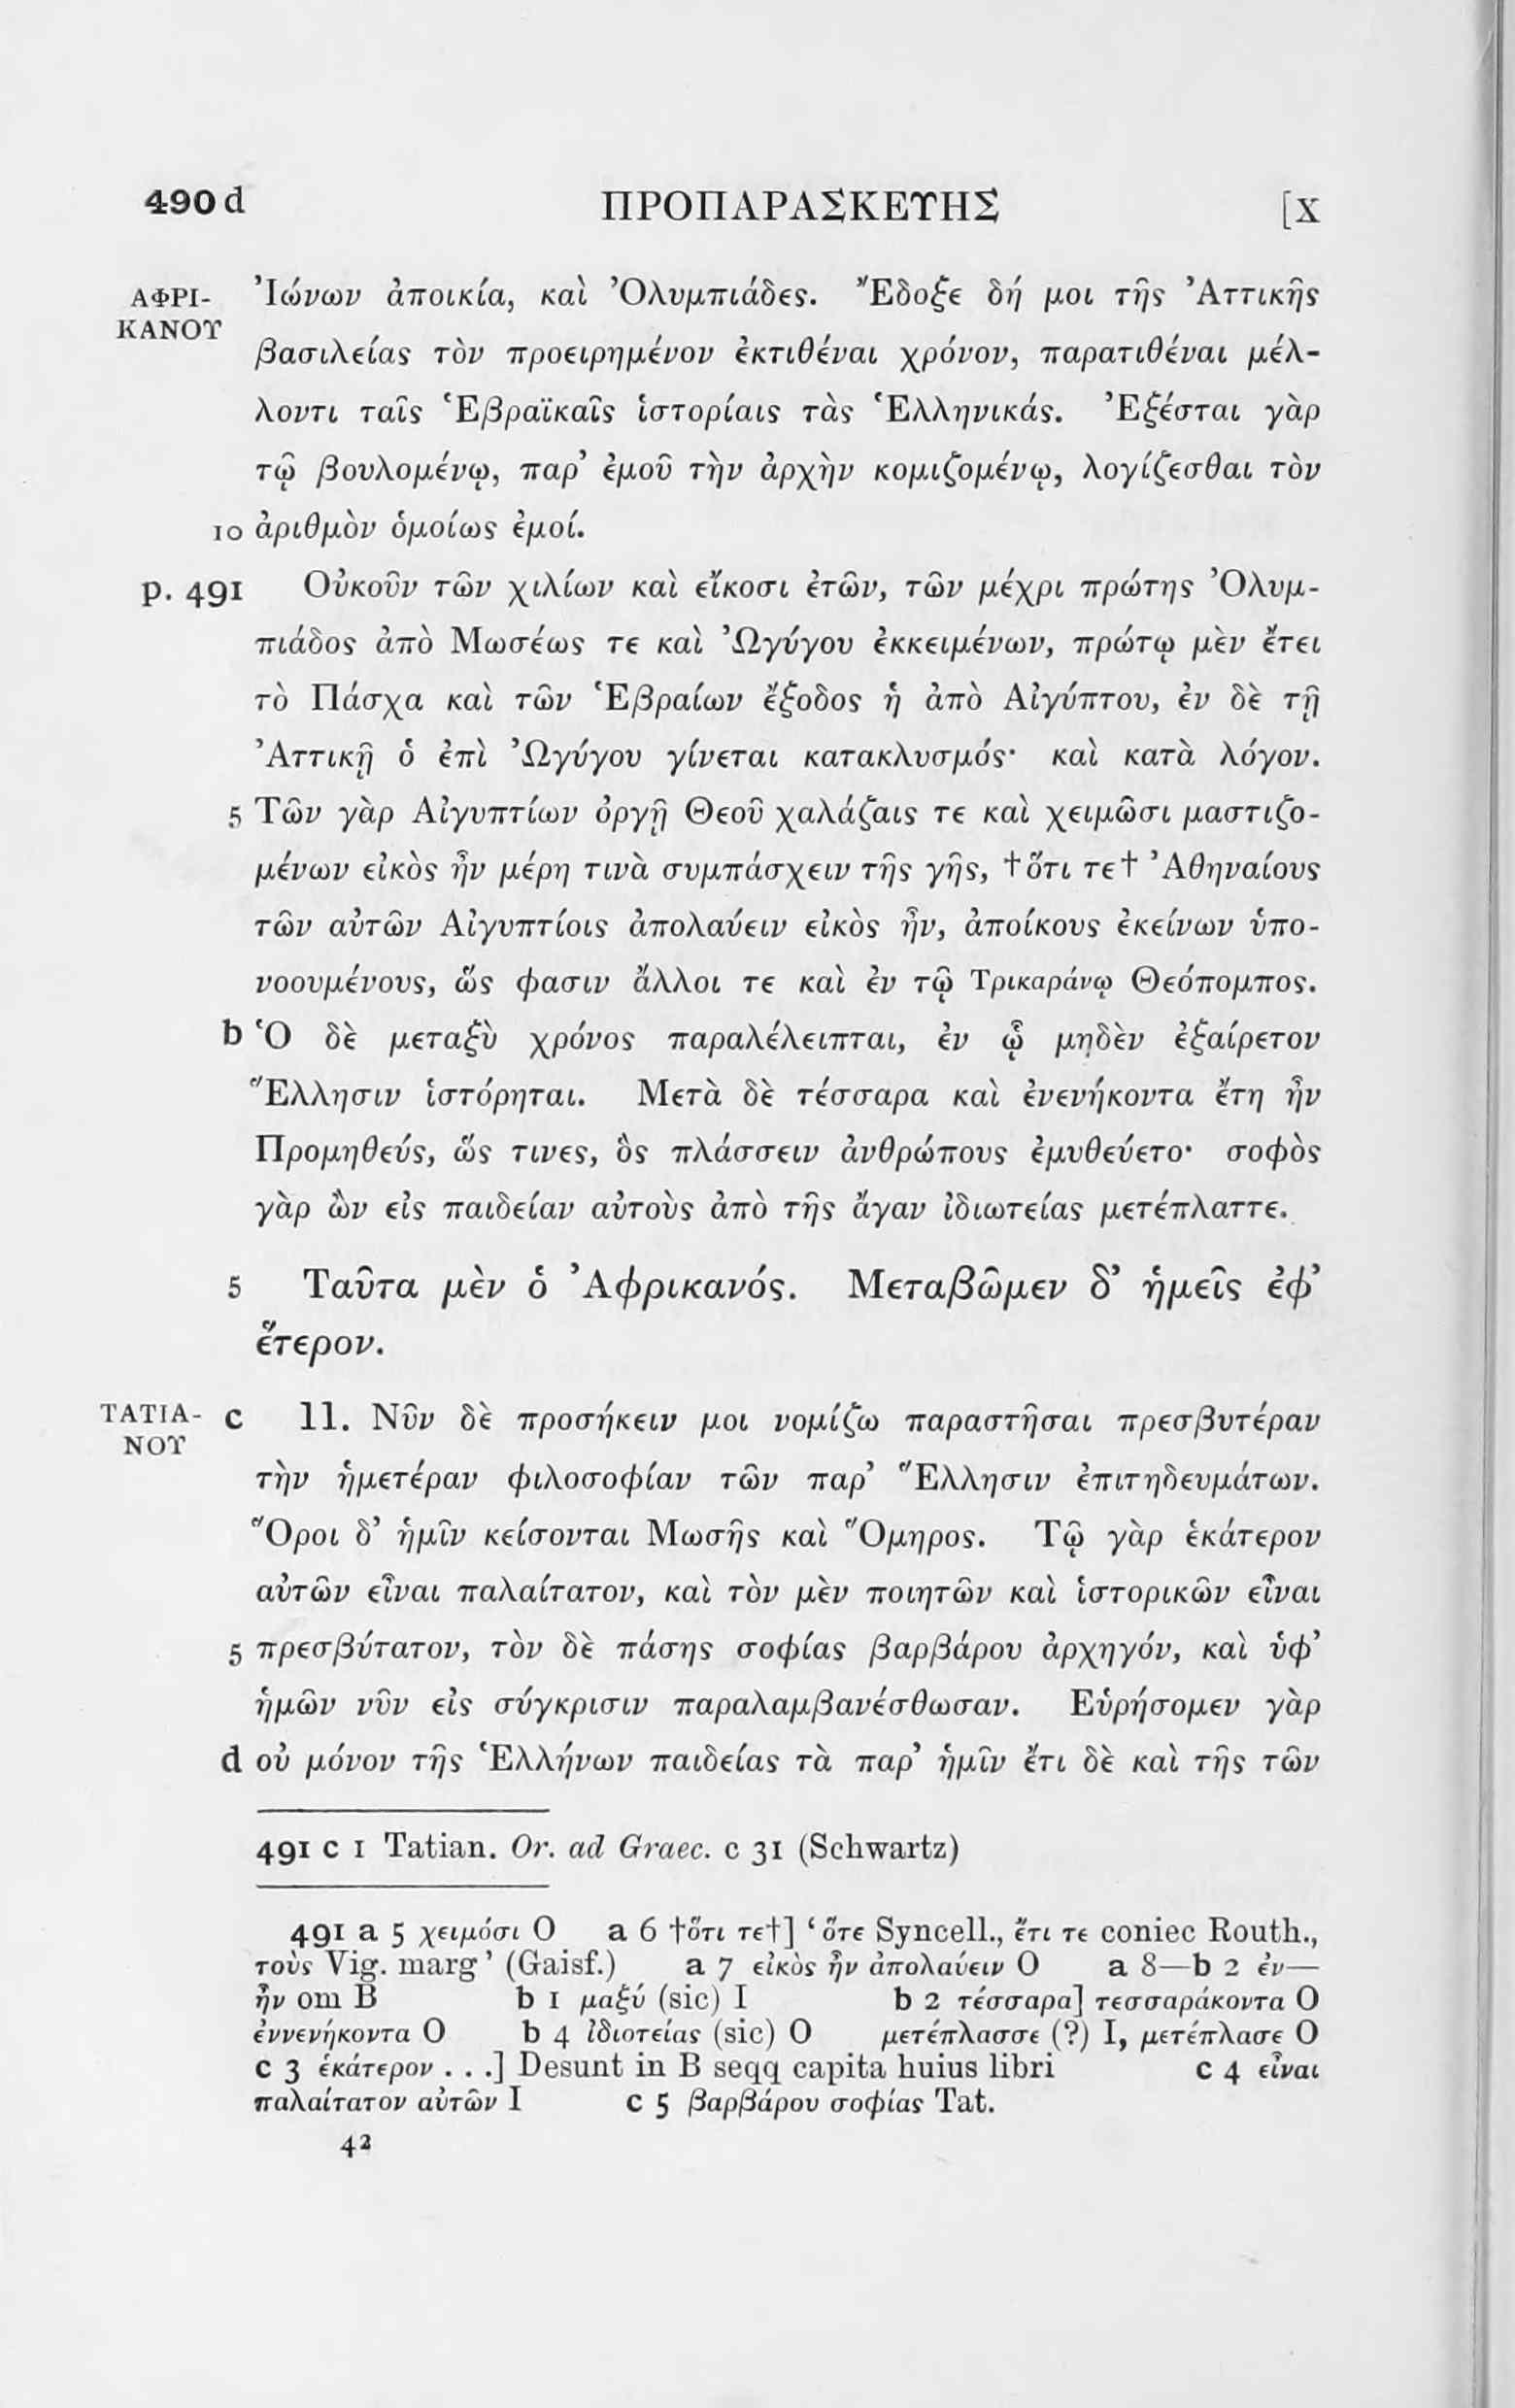 490 d ΠΡΟΠΑΡΑΣΚΕΥΗΣ [X
ΑΦΡΙ- Ἰώνων ἀποικία, καὶ Ὀλυμπιάδες. Ἔδοξε δή μοι τῆς Ἀττικῆς
ΚΑΝΟΥ βασιλείας τὸν προειρημένον ἐκτιθέναι χρόνον, παρατιθέναι μέλ-
λοντι ταῖς Ἑβραϊκαῖς ἱστορίαις τὰς Ἑλληνικάς. Ἐξέσται γὰρ
τῷ βουλομένῳ, παρ’ ἐμοῦ τὴν ἀρχὴν κομιζομένῳ, λογίζεσθαι τὸν
10 ἀριθμὸν ὁμοίως ἐμοί.
p. 491 Οὐκοῦν τῶν χιλίων καὶ εἴκοσι ἐτῶν, τῶν μέχρι πρώτης Ὀλυμ-
πιάδος ἀπὸ Μωσέως τε καὶ Ὠγύγου ἐκκειμένων, πρώτῳ μὲν ἔτει
τὸ Πάσχα καὶ τῶν Ἑβραίων ἔξοδος ἡ ἀπὸ Αἰγύπτου, ἐν δὲ τῇ
Ἀττικῇ ὁ ἐπὶ Ὠγύγου γίνεται κατακλυσμός· καὶ κατὰ λόγον.
5 Τῶν γὰρ Αἰγυπτίων ὀργῇ Θεοῦ χαλάζαις τε καὶ χειμῶσι μαστιζο-
μένων εἰκὸς ἦν μέρη τινὰ συμπάσχειν τῆς γῆς, †ὅτι τε† Ἀθηναίους
τῶν αὐτῶν Αἰγυπτίοις ἀπολαύειν εἰκὸς ἦν, ἀποίκους ἐκείνων ὑπο-
νοουμένους, ὥς φασιν ἄλλοι τε καὶ ἐν τῷ Τρικαράνῳ Θεόπομπος.
b Ὁ δὲ μεταξὺ χρόνος παραλέλειπται, ἐν ᾧ μηδὲν ἐξαίρετον
Ἕλλησιν ἱστόρηται. Μετὰ δὲ τέσσαρα καὶ ἐνενήκοντα ἔτη ἦν
Προμηθεύς, ὥς τινες, ὃς πλάσσειν ἀνθρώπους ἐμυθεύετο· σοφὸς
γὰρ ὢν εἰς παιδείαν αὐτοὺς ἀπὸ τῆς ἄγαν ἰδιωτείας μετέπλαττε.
5 Ταῦτα μὲν ὁ Ἀφρικανός. Μεταβῶμεν δ’ ἡμεῖς ἐφ’
ἕτερον.
ΤΑΤΙΑ- c 11. Νῦν δὲ προσήκειν μοι νομίζω παραστῆσαι πρεσβυτέραν
ΝΟΥ
τὴν ἡμετέραν φιλοσοφίαν τῶν παρ’ Ἕλλησιν ἐπιτηδευμάτων.
Ὅροι δ’ ἡμῖν κείσονται Μωσῆς καὶ Ὅμηρος. Τῷ γὰρ ἑκάτερον
αὐτῶν εἶναι παλαίτατον, καὶ τὸν μὲν ποιητῶν καὶ ἱστορικῶν εἶναι
5 πρεσβύτατον, τὸν δὲ πάσης σοφίας βαρβάρου ἀρχηγόν, καὶ ὑφ’
ἡμῶν νῦν εἰς σύγκρισιν παραλαμβανέσθωσαν. Εὑρήσομεν γὰρ
d οὐ μόνον τῆς Ἑλλήνων παιδείας τὰ παρ’ ἡμῖν ἔτι δὲ καὶ τῆς τῶν
491 c 1 Tatian. Or. ad Graec. c 31 (Schwartz)
491 a 5 χειμόσι O a 6 †ὅτι τε†] ‘ὅτε Syncell., ἔτι τε coniec Routh.,
τοὺς Vig. marg’ (Gaisf.) a 7 εἰκὸς ἦν ἀπολαύειν O a 8—b 2 ἐν—
ἦν om B b 1 μαξύ (sic) I b 2 τέσσαρα] τεσσαράκοντα O
ἐννενήκοντα O b 4 ἰδιοτείας (sic) O μετέπλασσε (?) I, μετέπλασε O
c 3 ἑκάτερον . . .] Desunt in B seqq capita huius libri c 4 εἶναι
παλαίτατον αὐτῶν I c 5 βαρβάρου σοφίας Tat.
42